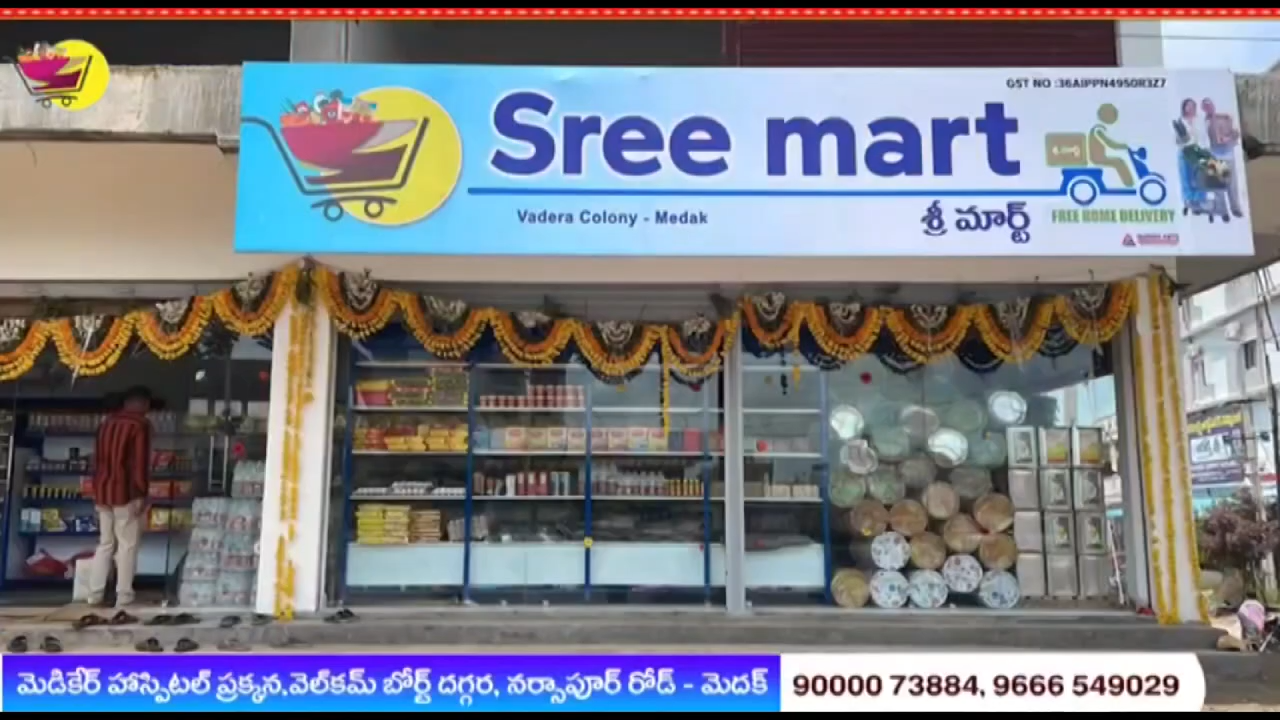 GST NO :36AIPPN4950R3Z7
Sree mart
Vadera Colony - Medak
శ్రీ మార్ట్
FREE HOME DELIVERY
మెడికేర్ హాస్పిటల్ ప్రక్కన,వెల్‌కమ్ బోర్డ్ దగ్గర, నర్సాపూర్ రోడ్ - మెదక్
90000 73884, 9666 549029